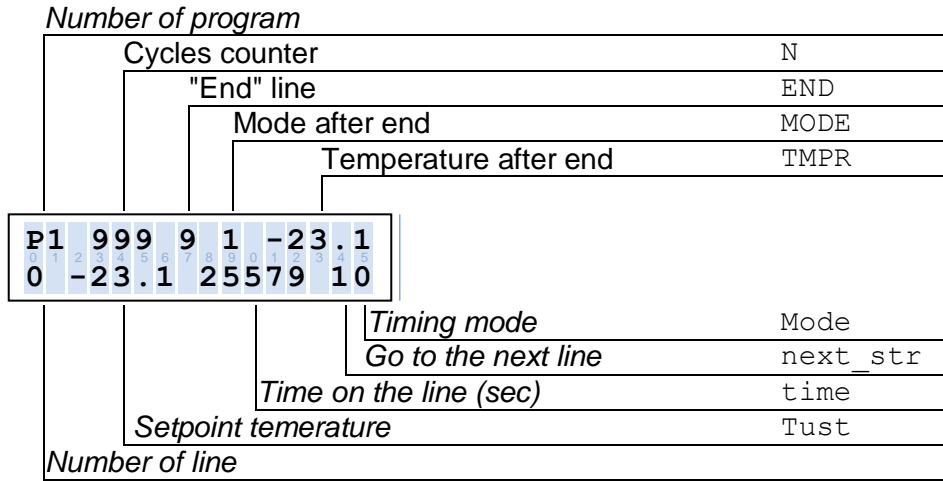 Number of program
Cycles counter N
"End" line END
Mode after end MODE
Temperature after end TMPR
P1 999 9 1 -23.1
0 1 2 3 4 5 6 7 8 9 0 1 2 3 4 5
0 -23.1 25579 10
Timing mode Mode
Go to the next line next_str
Time on the line (sec) time
Setpoint temerature Tust
Number of line